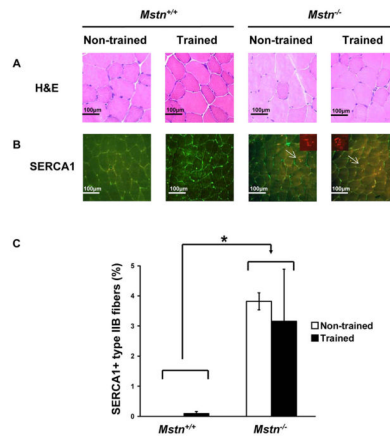 Mstn+/+ Mstn-/-
Non-trained Trained Non-trained Trained
A
H&E
100µm 100µm 100µm 100µm
B
SERCA1
100µm 100µm 100µm 100µm
C
*
SERCA1+ type IIB fibers (%)
5
4
3
2
1
0
Non-trained
Trained
Mstn+/+ Mstn-/-